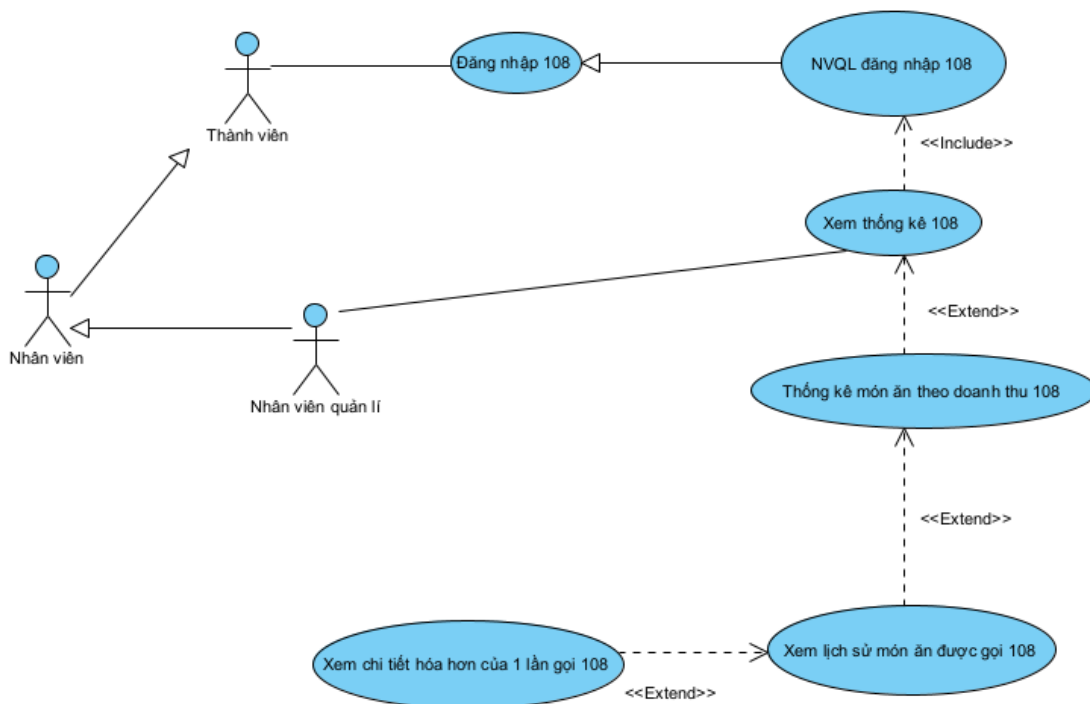 Đăng nhập 108
NVQL đăng nhập 108
Thành viên
<<Include>>
Xem thống kê 108
Nhân viên
<<Extend>>
Nhân viên quản lí
Thống kê món ăn theo doanh thu 108
<<Extend>>
Xem chi tiết hóa hơn của 1 lần gọi 108
Xem lịch sử món ăn được gọi 108
<<Extend>>